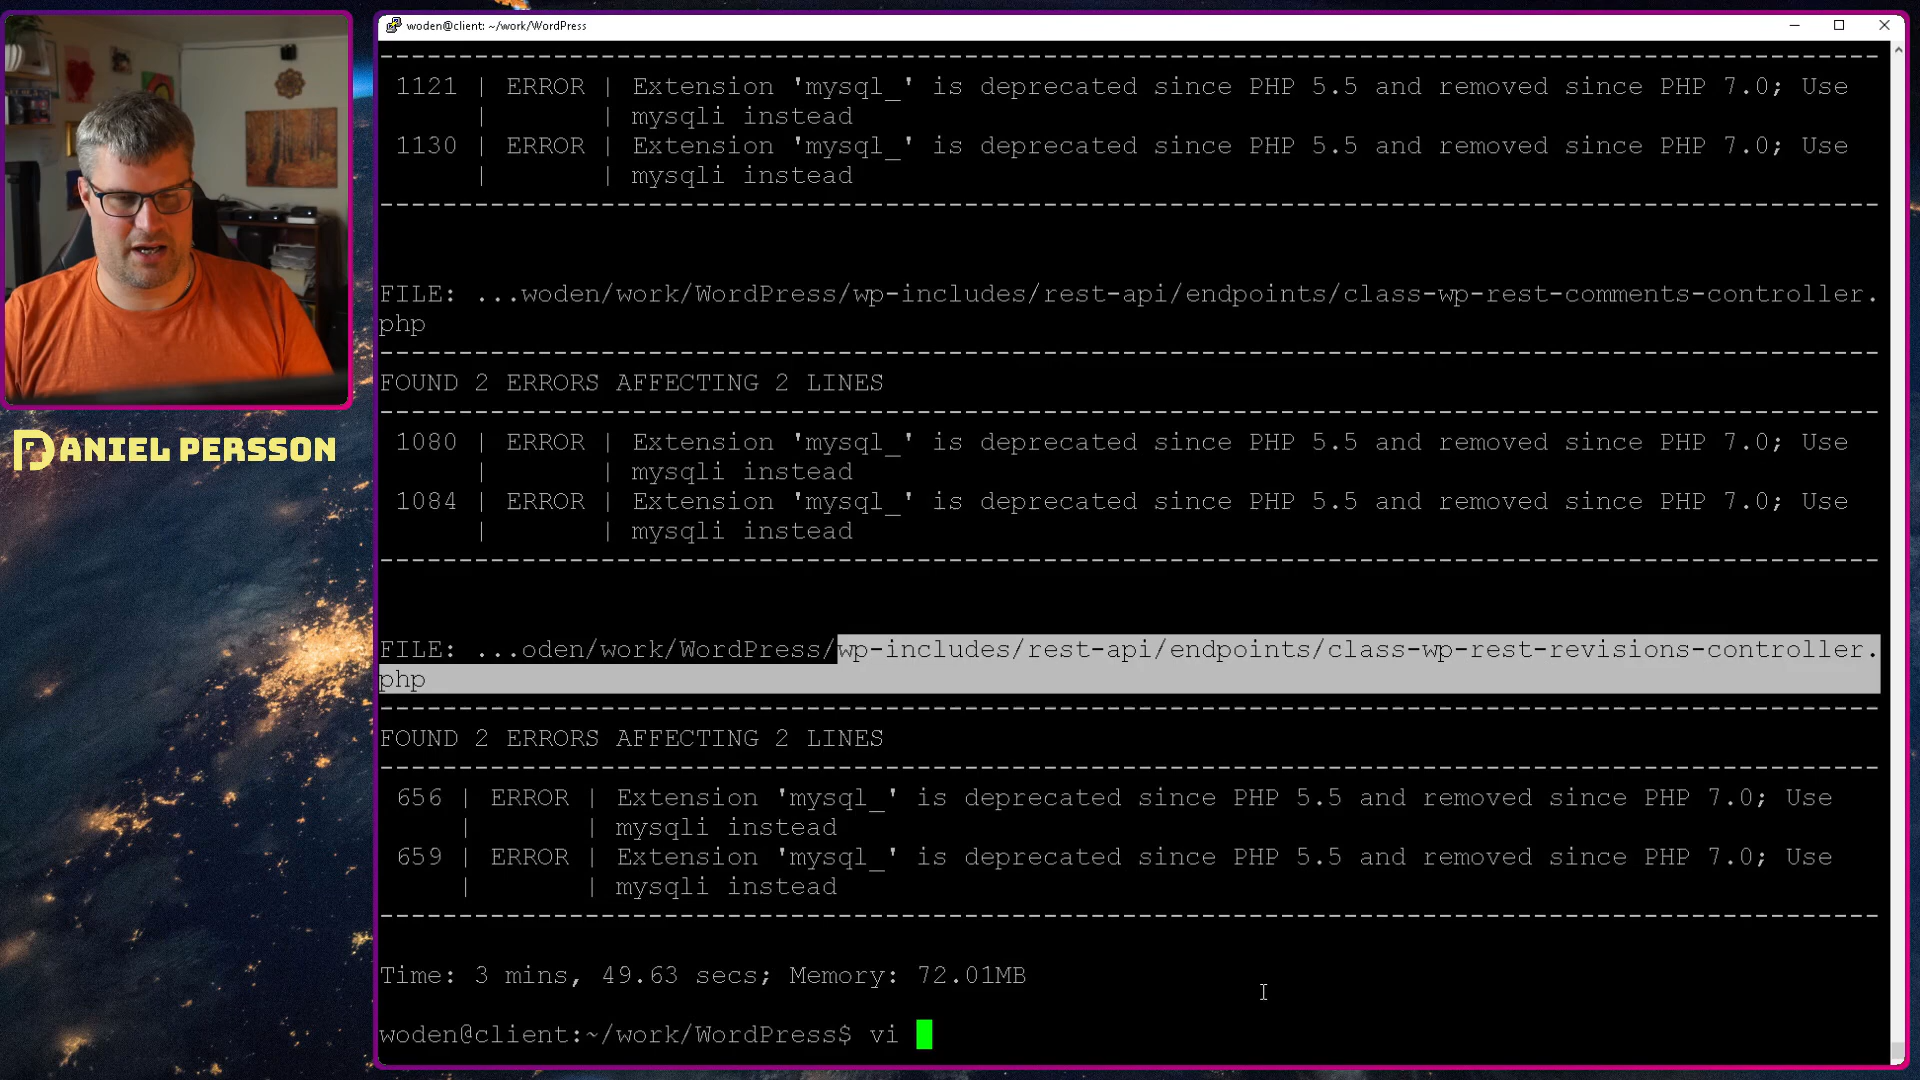 woden@client: ~/work/WordPress
--------------------------------------------------------------------------------
1121 | ERROR | Extension 'mysql_' is deprecated since PHP 5.5 and removed since PHP 7.0; Use
| | mysqli instead
1130 | ERROR | Extension 'mysql_' is deprecated since PHP 5.5 and removed since PHP 7.0; Use
| | mysqli instead
--------------------------------------------------------------------------------
FILE: ...woden/work/WordPress/wp-includes/rest-api/endpoints/class-wp-rest-comments-controller.
php
--------------------------------------------------------------------------------
FOUND 2 ERRORS AFFECTING 2 LINES
--------------------------------------------------------------------------------
1080 | ERROR | Extension 'mysql_' is deprecated since PHP 5.5 and removed since PHP 7.0; Use
| | mysqli instead
1084 | ERROR | Extension 'mysql_' is deprecated since PHP 5.5 and removed since PHP 7.0; Use
| | mysqli instead
--------------------------------------------------------------------------------
FILE: ...oden/work/WordPress/wp-includes/rest-api/endpoints/class-wp-rest-revisions-controller.
php
--------------------------------------------------------------------------------
FOUND 2 ERRORS AFFECTING 2 LINES
--------------------------------------------------------------------------------
656 | ERROR | Extension 'mysql_' is deprecated since PHP 5.5 and removed since PHP 7.0; Use
| | mysqli instead
659 | ERROR | Extension 'mysql_' is deprecated since PHP 5.5 and removed since PHP 7.0; Use
| | mysqli instead
--------------------------------------------------------------------------------
Time: 3 mins, 49.63 secs; Memory: 72.01MB
woden@client:~/work/WordPress$ vi
DANIEL PERSSON